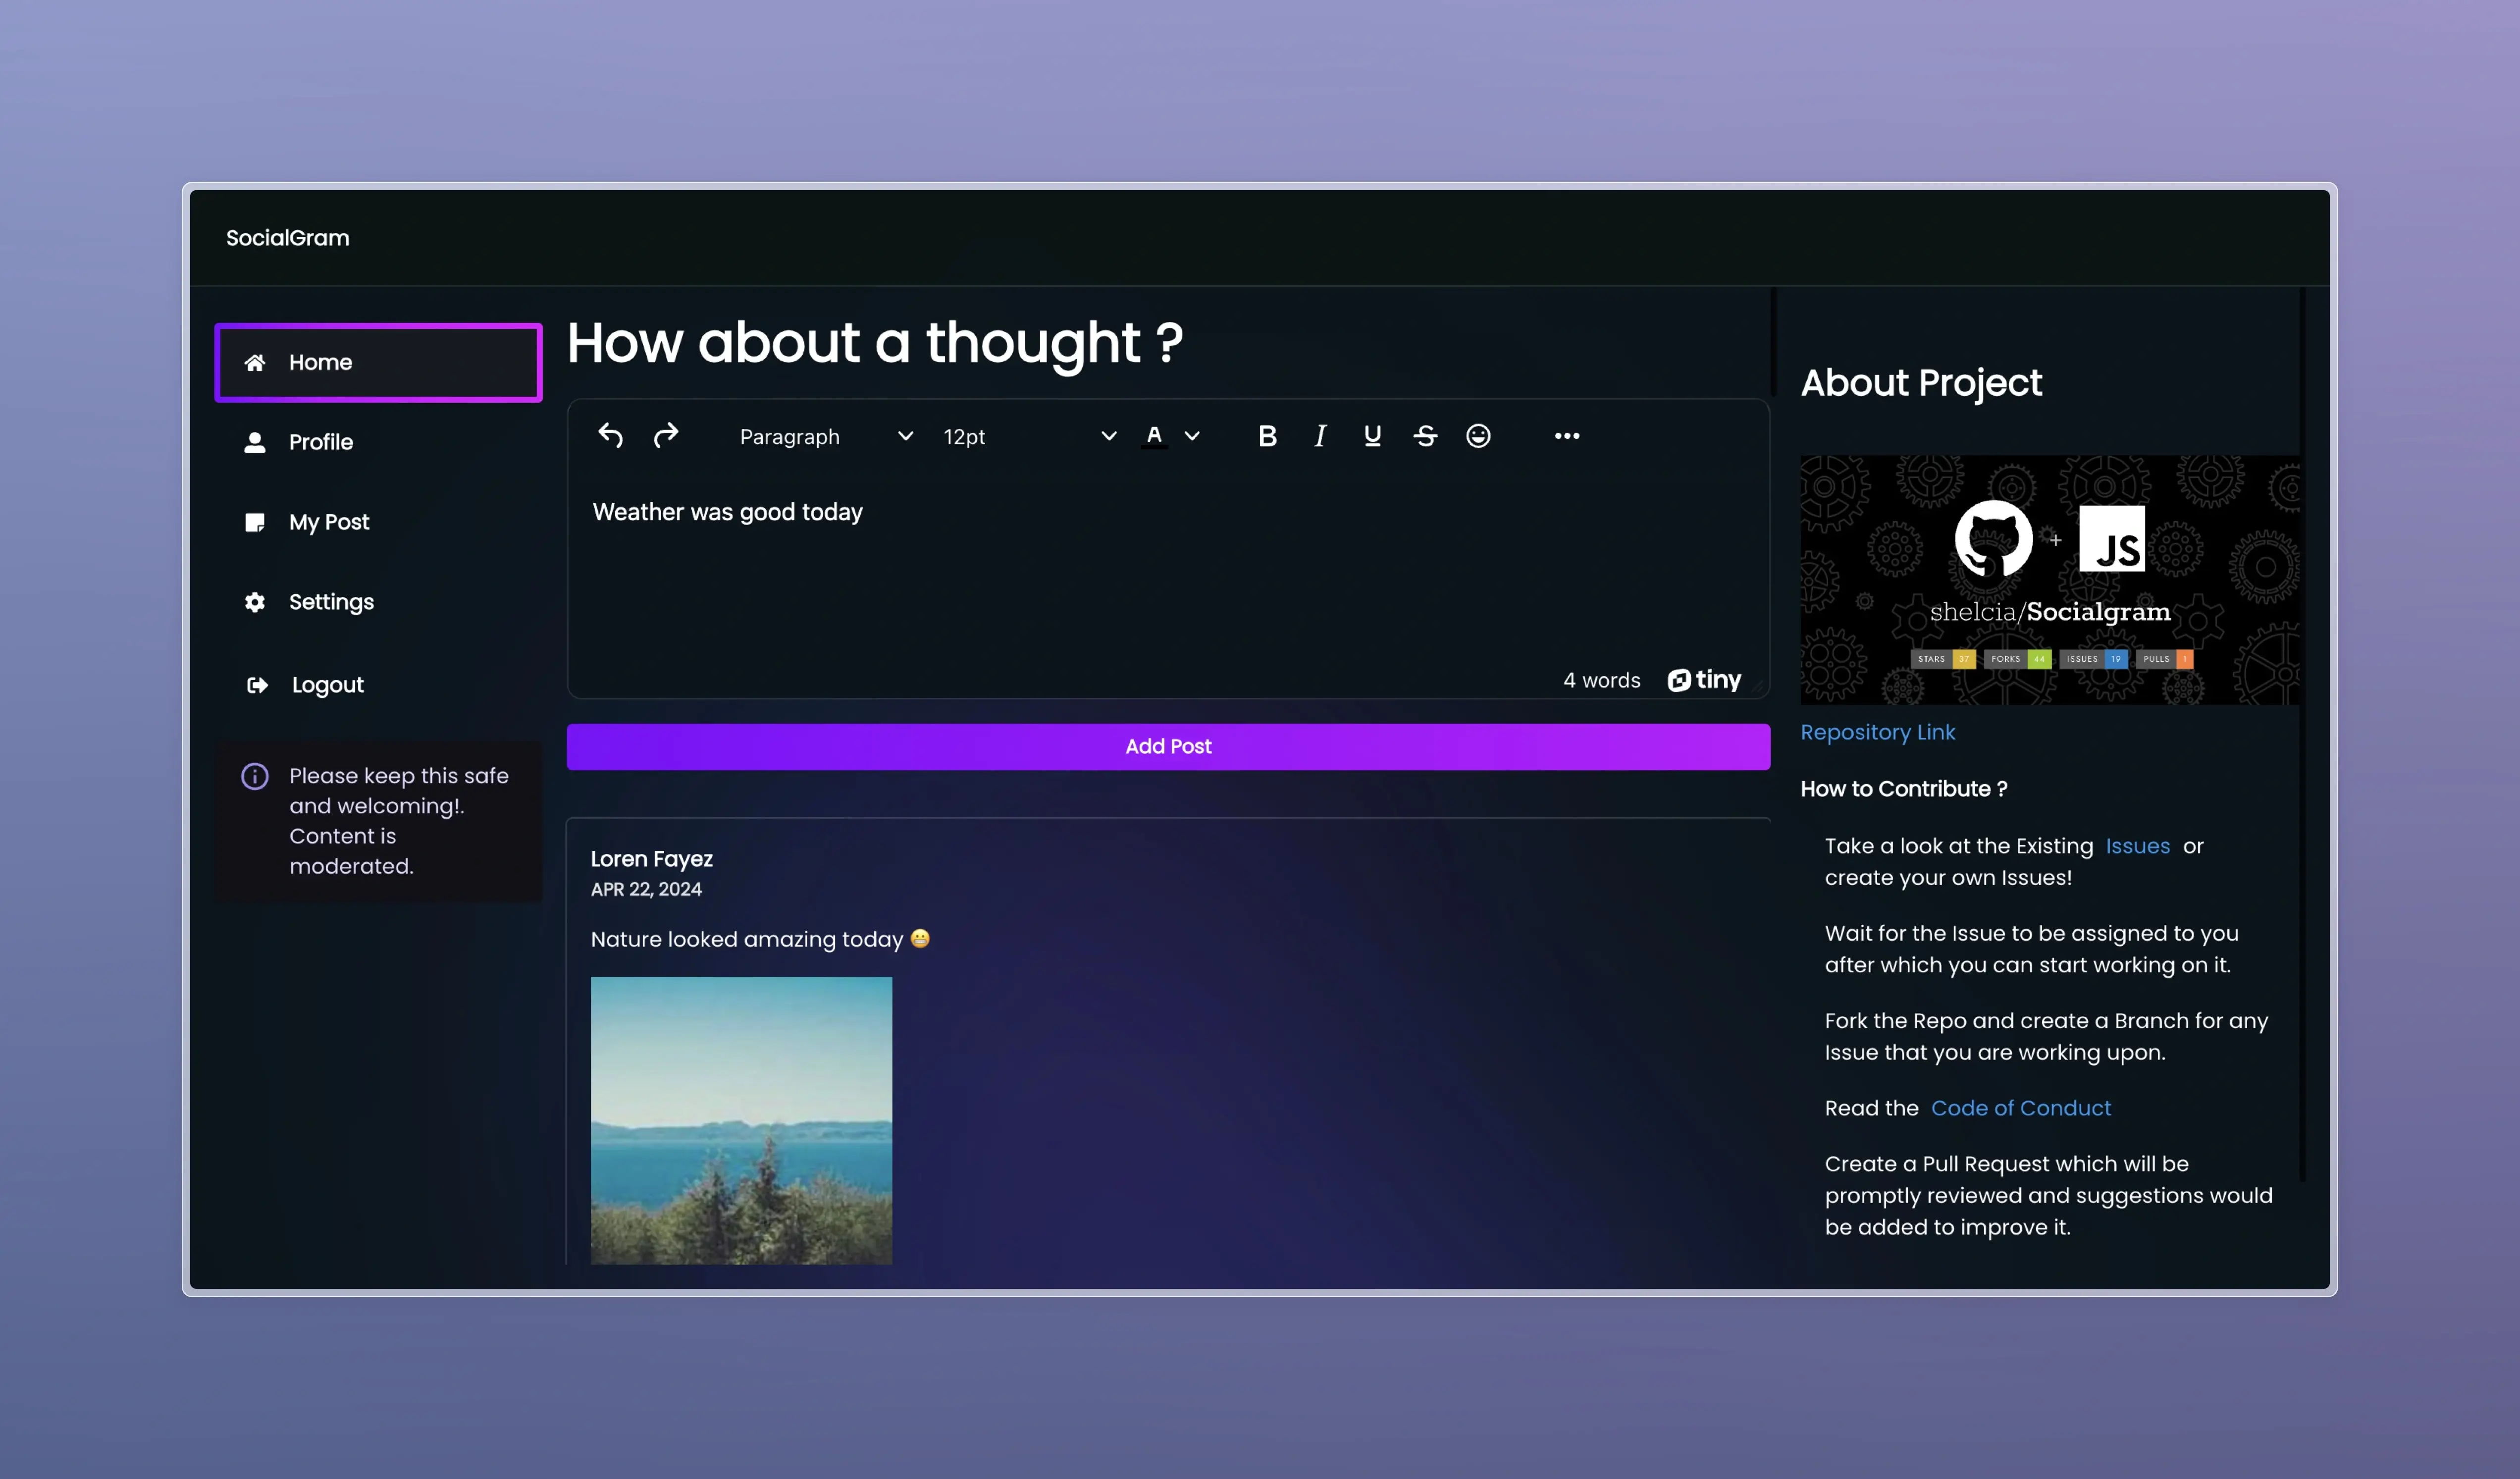 SocialGram
Home
Profile
My Post
Settings
Logout
Please keep this safe
and welcoming!.
Content is
moderated.
How about a thought ?
Paragraph
12pt
A
B I U S
Weather was good today
4 words
tiny
Add Post
Loren Fayez
APR 22, 2024
Nature looked amazing today 😬
About Project
+
JS
shelcia/Socialgram
STARS 37 FORKS 44 ISSUES 19 PULLS 1
Repository Link
How to Contribute ?
Take a look at the Existing Issues or
create your own Issues!
Wait for the Issue to be assigned to you
after which you can start working on it.
Fork the Repo and create a Branch for any
Issue that you are working upon.
Read the Code of Conduct
Create a Pull Request which will be
promptly reviewed and suggestions would
be added to improve it.